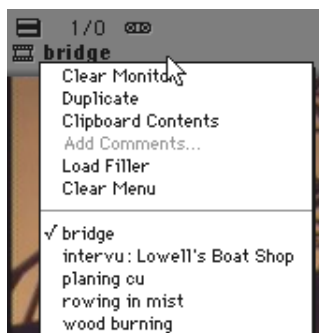 1/0
bridge
Clear Monitor
Duplicate
Clipboard Contents
Add Comments...
Load Filler
Clear Menu
✓ bridge
intervu: Lowell's Boat Shop
planing cu
rowing in mist
wood burning